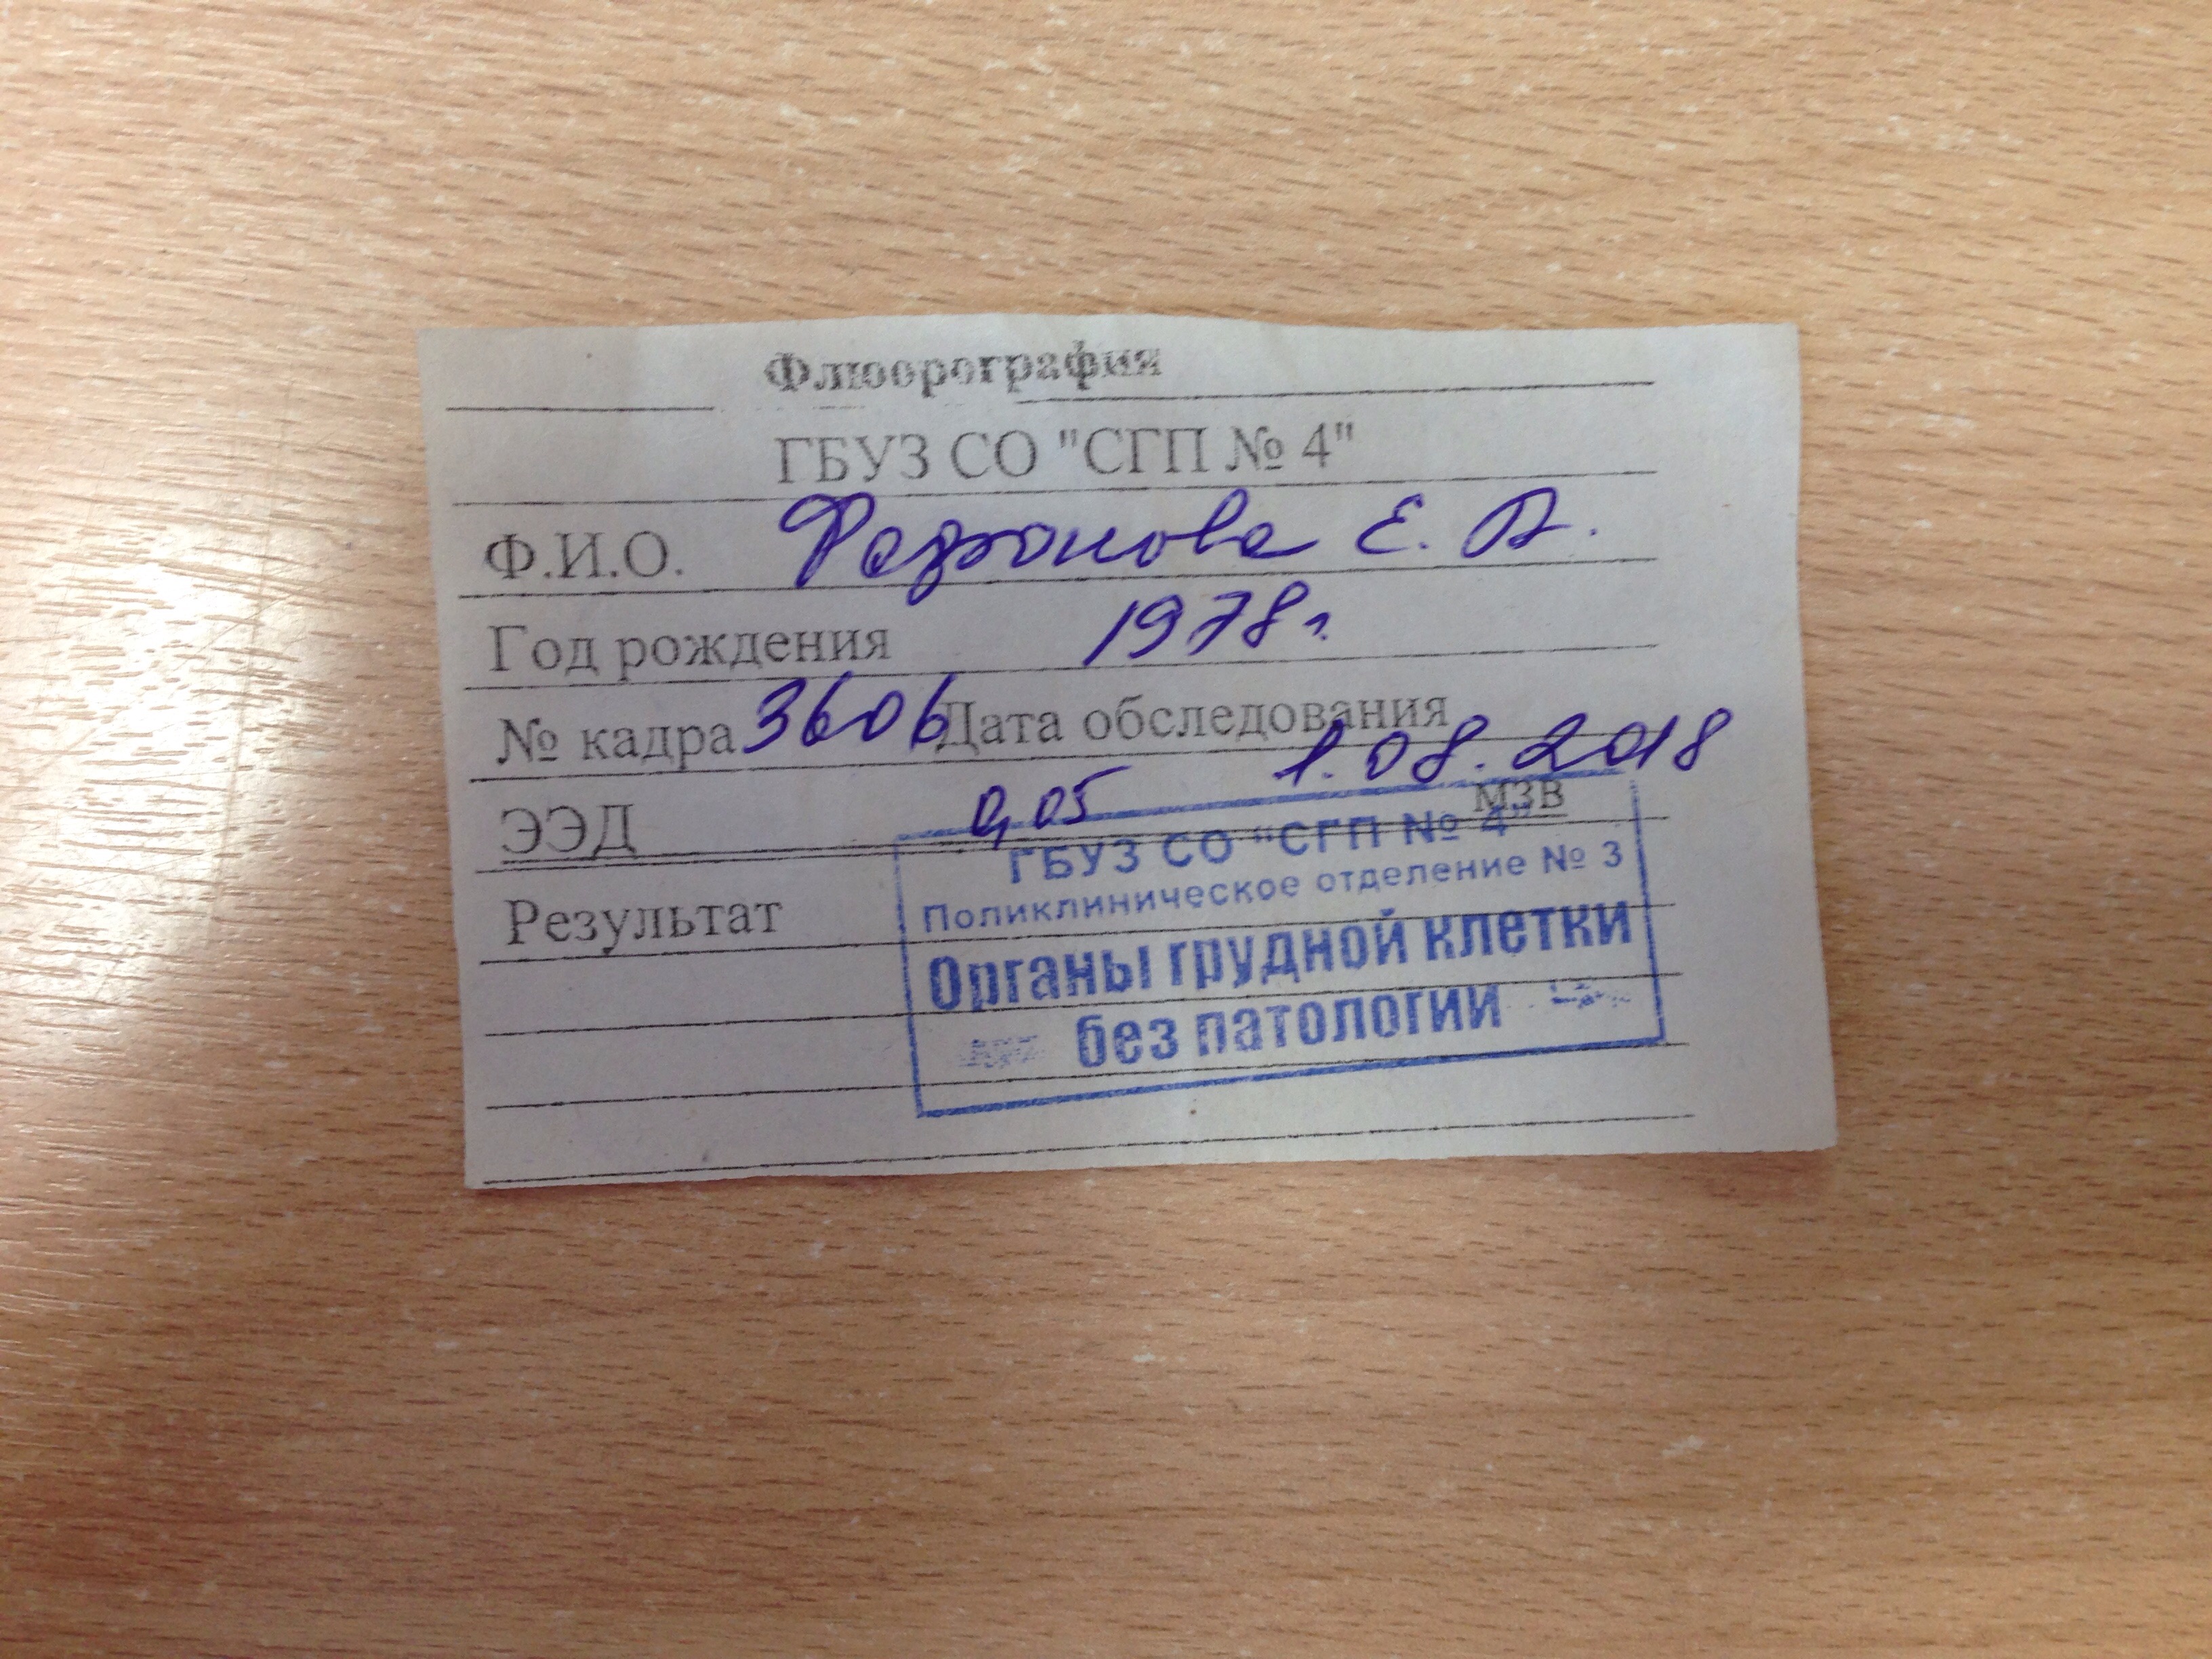 Флюорография
ГБУЗ СО "СГП № 4"
Ф.И.О. Е. В.
Год рождения 1978г.
№ кадра 3606 Дата обследования
1.08.2018
ЭЭД 0,05 мЗв
Результат
ГБУЗ СО "СГП № 4"
Поликлиническое отделение № 3
Органы грудной клетки
без патологии